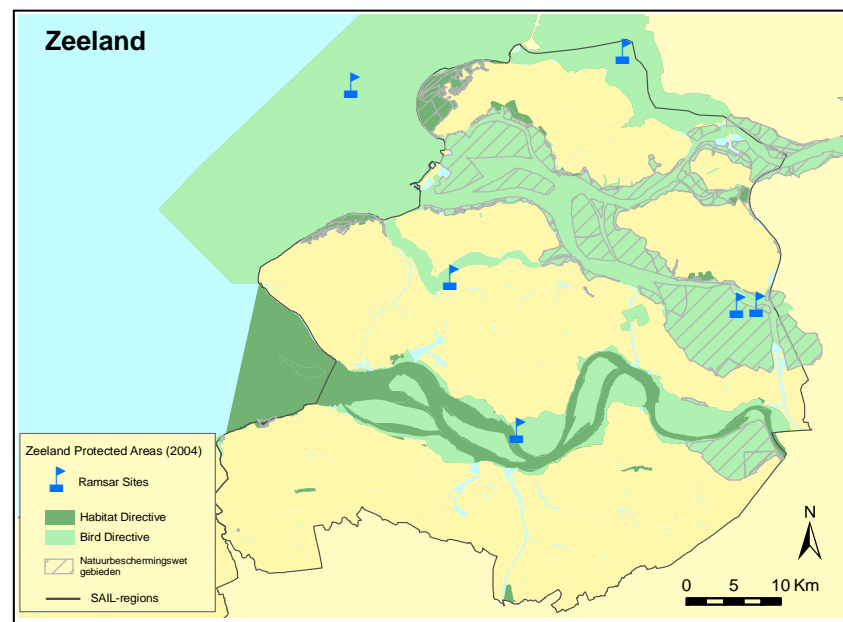 Zeeland
Zeeland Protected Areas (2004)
Ramsar Sites
Habitat Directive
Bird Directive
Natuurbeschermingswet
gebieden
SAIL-regions
N
0 5 10 Km